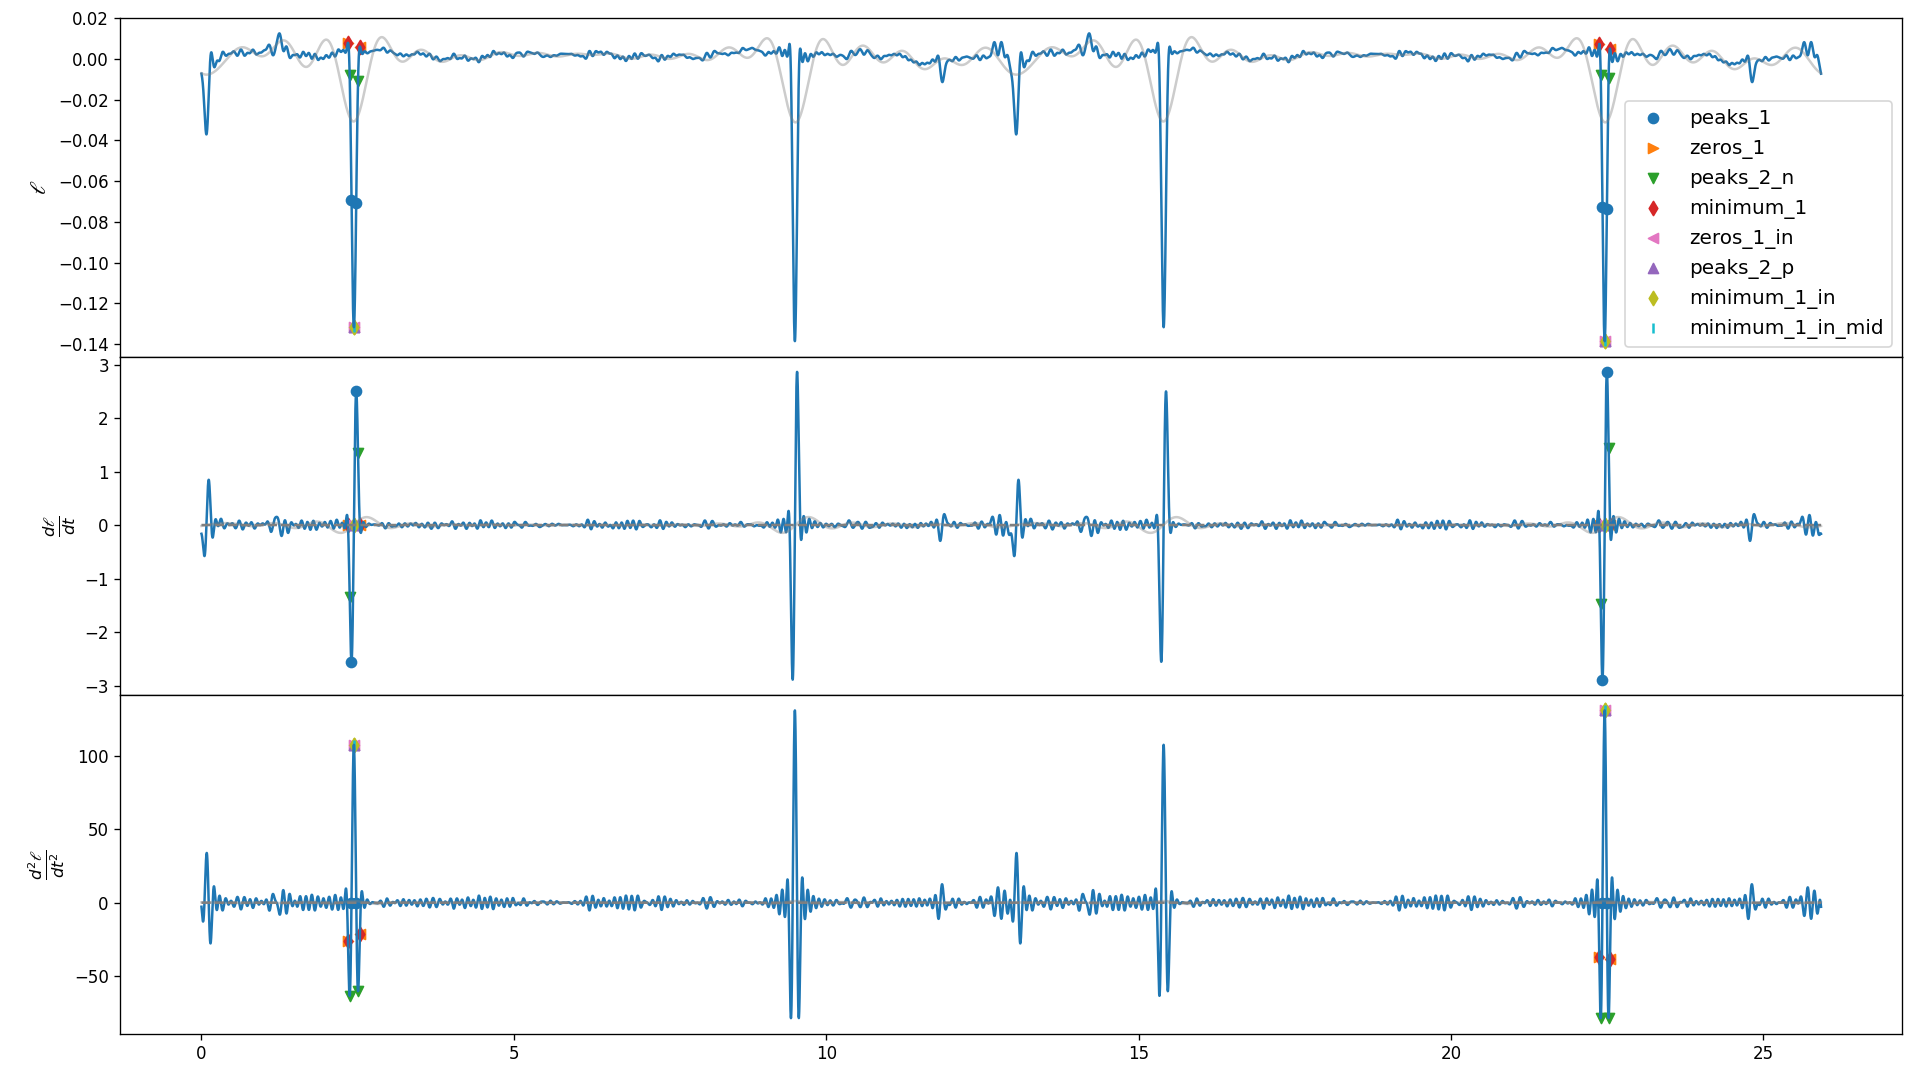 0.02
0.00
−0.02
−0.04
−0.06
−0.08
−0.10
−0.12
−0.14
ℓ
peaks_1
zeros_1
peaks_2_n
minimum_1
zeros_1_in
peaks_2_p
minimum_1_in
minimum_1_in_mid
3
2
1
0
−1
−2
−3
dℓ
dt
100
50
0
−50
d²ℓ
dt²
0 5 10 15 20 25